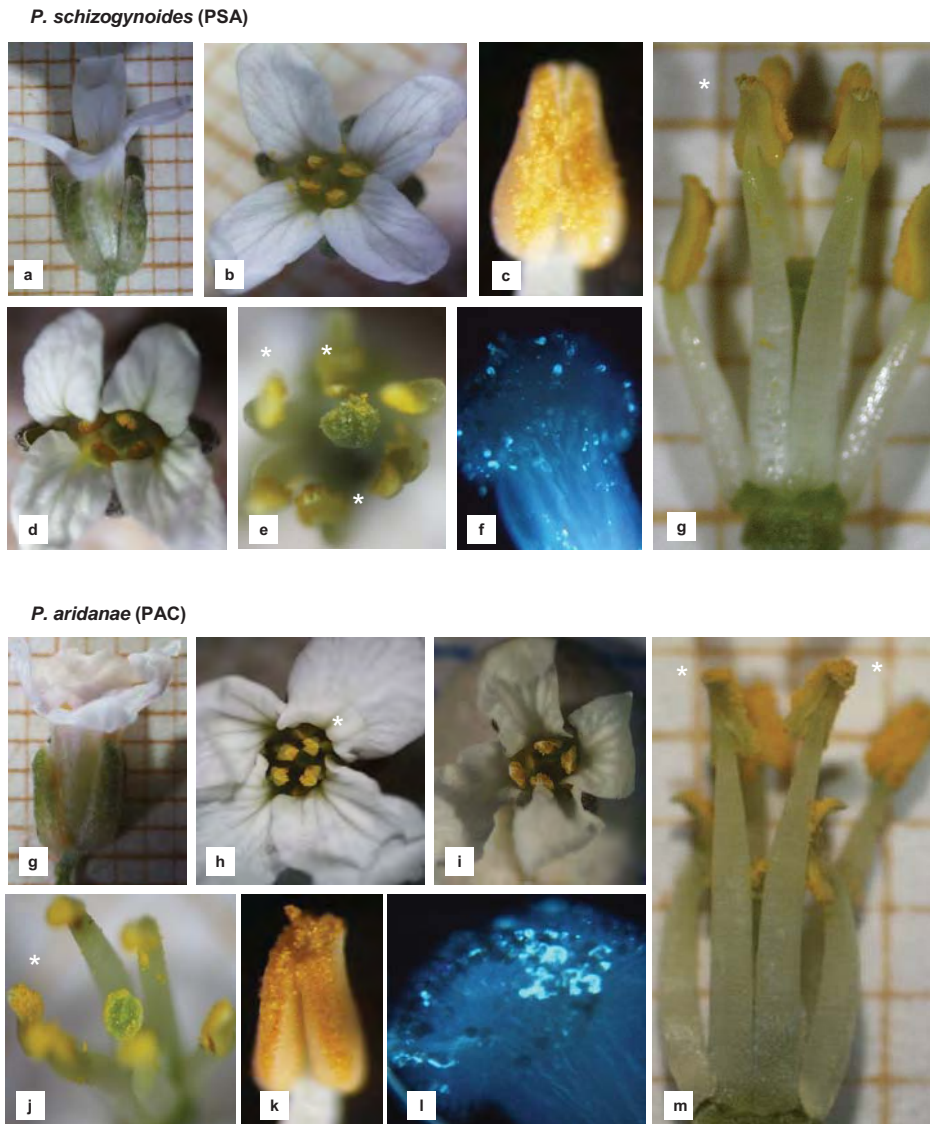 P. schizogynoides (PSA)
a
b
c
g
d
e
f
*
*
*
*
P. aridanae (PAC)
g
h
i
m
j
k
l
*
*
*
*